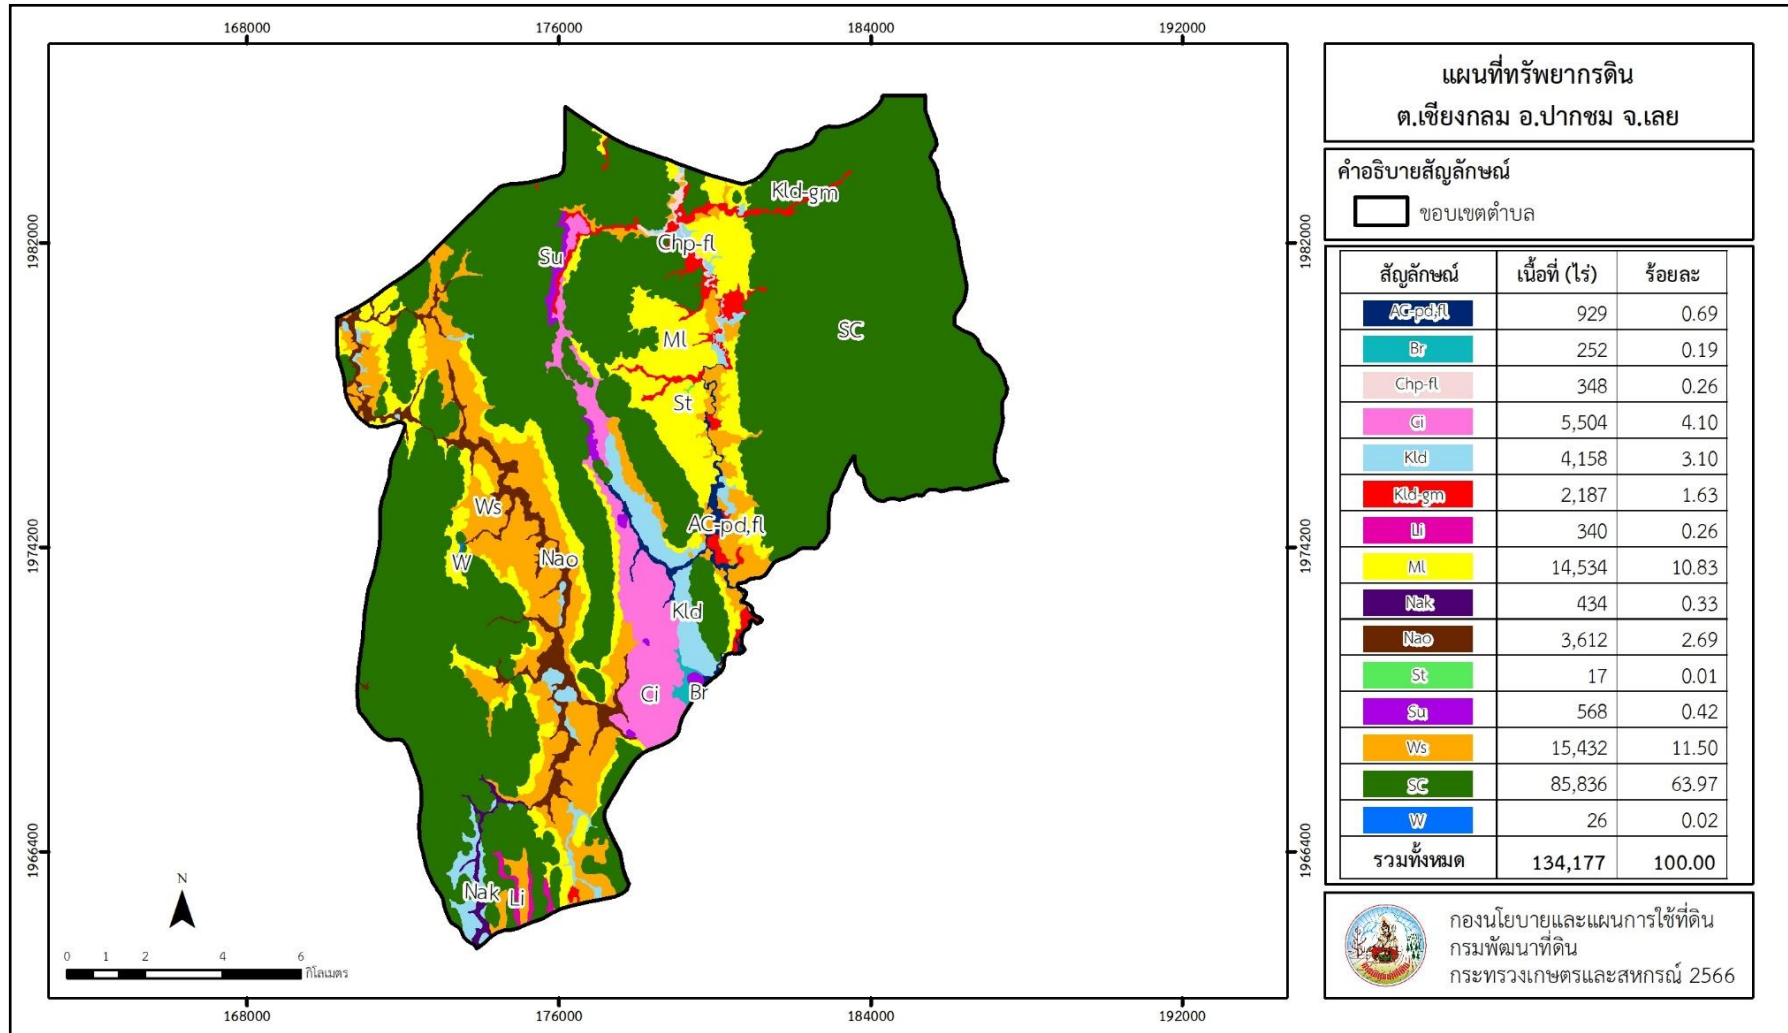 168000 176000 184000 192000
แผนที่ทรัพยากรดิน
ต.เชียงกลม อ.ปากชม จ.เลย
คำอธิบายสัญลักษณ์
ขอบเขตตำบล
สัญลักษณ์ เนื้อที่ (ไร่) ร้อยละ
AC-pd,fl 929 0.69
Br 252 0.19
Chp-fl 348 0.26
Ci 5,504 4.10
Kld 4,158 3.10
Kld-gm 2,187 1.63
Li 340 0.26
Ml 14,534 10.83
Nak 434 0.33
Nao 3,612 2.69
St 17 0.01
Su 568 0.42
Ws 15,432 11.50
SC 85,836 63.97
W 26 0.02
รวมทั้งหมด 134,177 100.00
กองนโยบายและแผนการใช้ที่ดิน
กรมพัฒนาที่ดิน
กระทรวงเกษตรและสหกรณ์ 2566
1982000 1982000
1974200 1974200
1966400 1966400
Kld-gm
Chp-fl
Su
SC
Ml
St
Ws
AC-pd,fl
W
Nao
Kld
Ci
Br
Nak
Li
N
0 1 2 4 6
กิโลเมตร
168000 176000 184000 192000